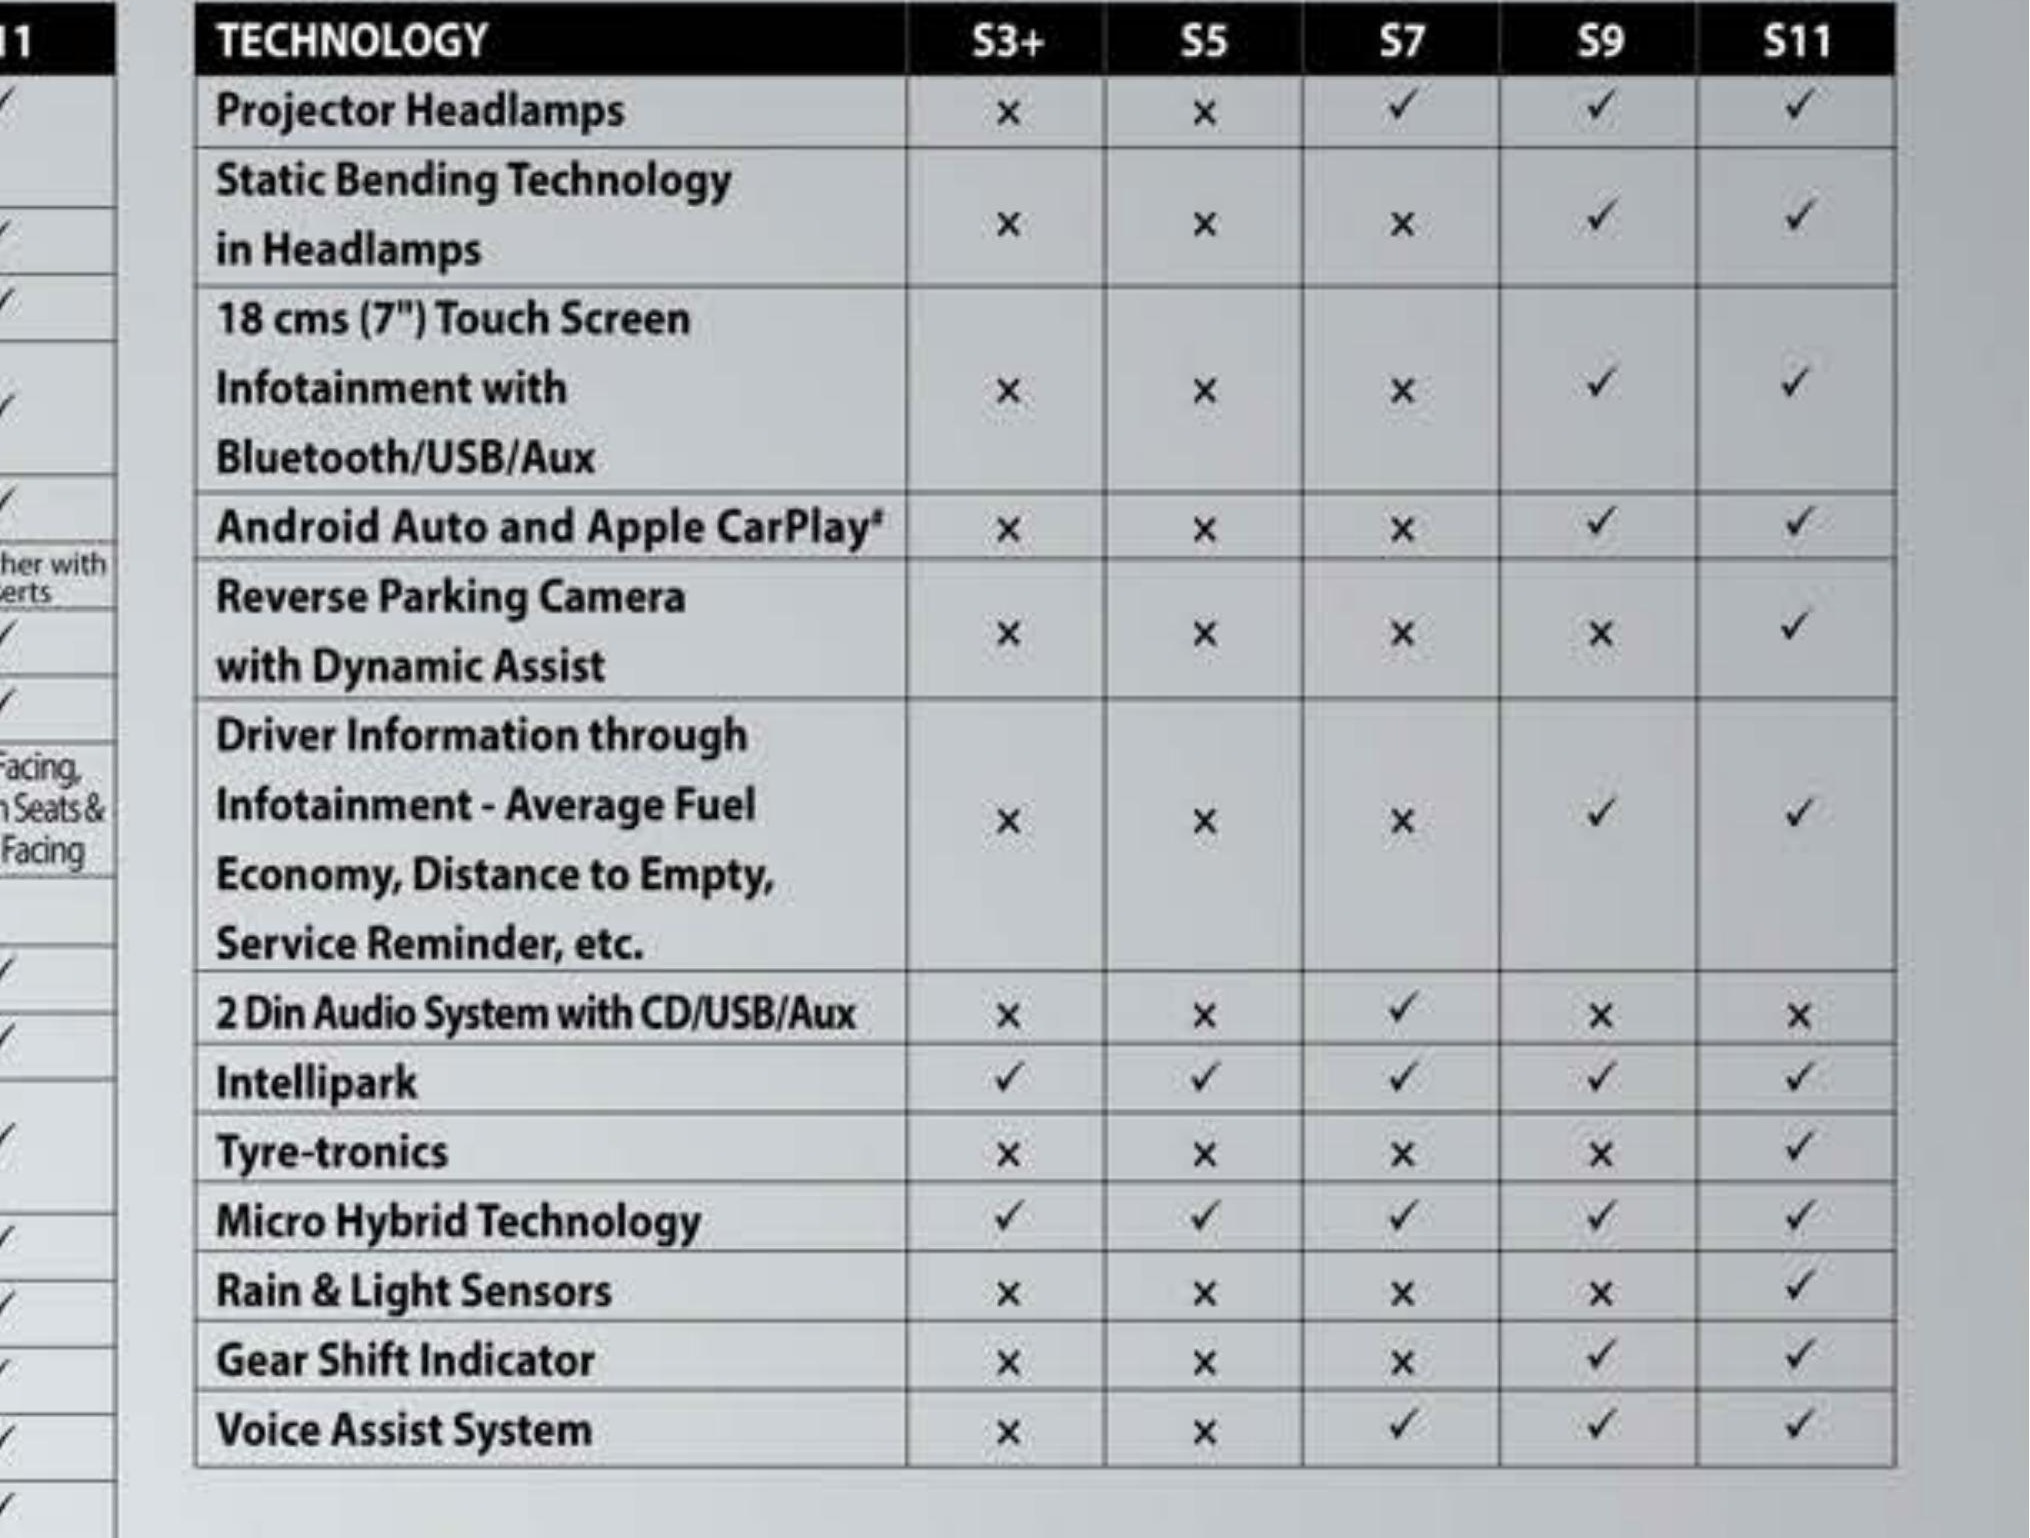 11
✓
✓
✓
✓
✓
her with
erts
✓
✓
Facing,
n Seats &
Facing
✓
✓
✓
✓
✓
✓
✓
✓
TECHNOLOGY S3+ S5 S7 S9 S11
Projector Headlamps × × ✓ ✓ ✓
Static Bending Technology
in Headlamps × × × ✓ ✓
18 cms (7") Touch Screen
Infotainment with × × × ✓ ✓
Bluetooth/USB/Aux
Android Auto and Apple CarPlay# × × × ✓ ✓
Reverse Parking Camera
with Dynamic Assist × × × × ✓
Driver Information through
Infotainment - Average Fuel × × × ✓ ✓
Economy, Distance to Empty,
Service Reminder, etc.
2 Din Audio System with CD/USB/Aux × × ✓ × ×
Intellipark ✓ ✓ ✓ ✓ ✓
Tyre-tronics × × × × ✓
Micro Hybrid Technology ✓ ✓ ✓ ✓ ✓
Rain & Light Sensors × × × × ✓
Gear Shift Indicator × × × ✓ ✓
Voice Assist System × × ✓ ✓ ✓